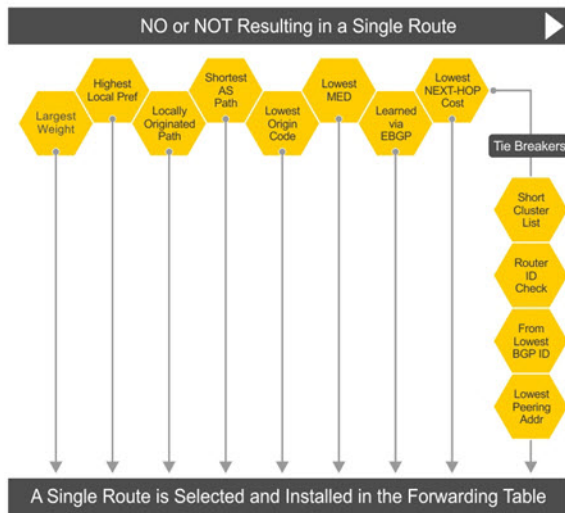 NO or NOT Resulting in a Single Route
Largest
Weight
Highest
Local Pref
Locally
Originated
Path
Shortest
AS
Path
Lowest
Origin
Code
Lowest
MED
Learned
via
EBGP
Lowest
NEXT-HOP
Cost
Tie Breakers
Short
Cluster
List
Router
ID
Check
From
Lowest
BGP ID
Lowest
Peering
Addr
A Single Route is Selected and Installed in the Forwarding Table